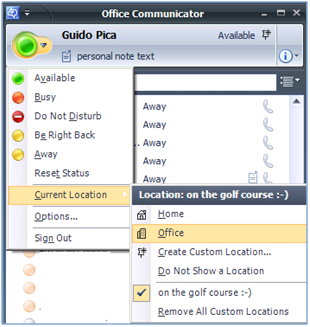 Office Communicator
Guido Pica
Available
personal note text
Available
Busy
Do Not Disturb
Be Right Back
Away
Reset Status
Current Location
Options...
Sign Out
Away
Away
.. Away
Away
Away
Away
Location: on the golf course :-)
Home
Office
Create Custom Location...
Do Not Show a Location
on the golf course :-)
Remove All Custom Locations